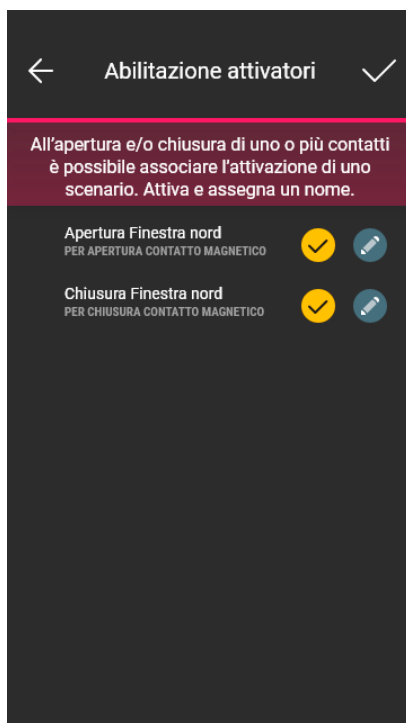 Abilitazione attivatori
All'apertura e/o chiusura di uno o più contatti
è possibile associare l'attivazione di uno
scenario. Attiva e assegna un nome.
Apertura Finestra nord
PER APERTURA CONTATTO MAGNETICO
Chiusura Finestra nord
PER CHIUSURA CONTATTO MAGNETICO